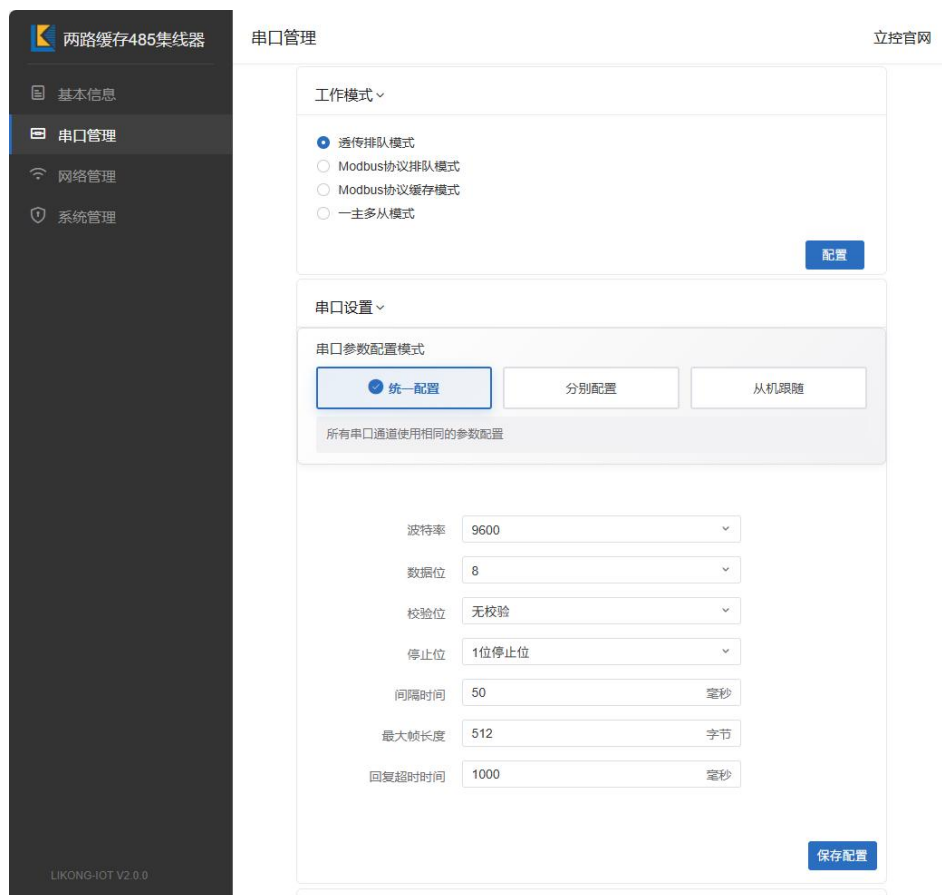 两路缓存485集线器
串口管理
立控官网
基本信息
串口管理
网络管理
系统管理
工作模式
透传排队模式
Modbus协议排队模式
Modbus协议缓存模式
一主多从模式
配置
串口设置
串口参数配置模式
统一配置
分别配置
从机跟随
所有串口通道使用相同的参数配置
波特率 9600
数据位 8
校验位 无校验
停止位 1位停止位
间隔时间 50 毫秒
最大帧长度 512 字节
回复超时时间 1000 毫秒
保存配置
LIKONG-IOT V2.0.0